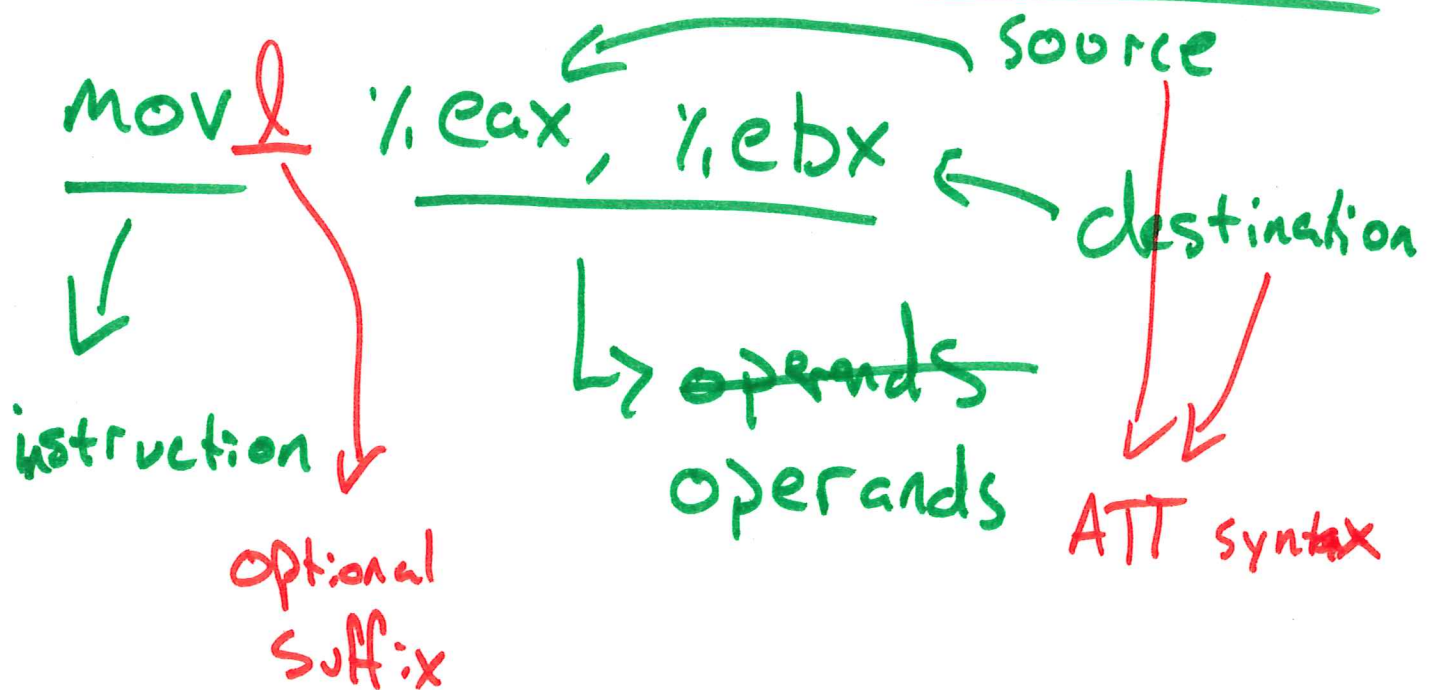 source
movl %eax, %ebx
destination
operands
instruction
operands
ATT syntax
optional
suffix